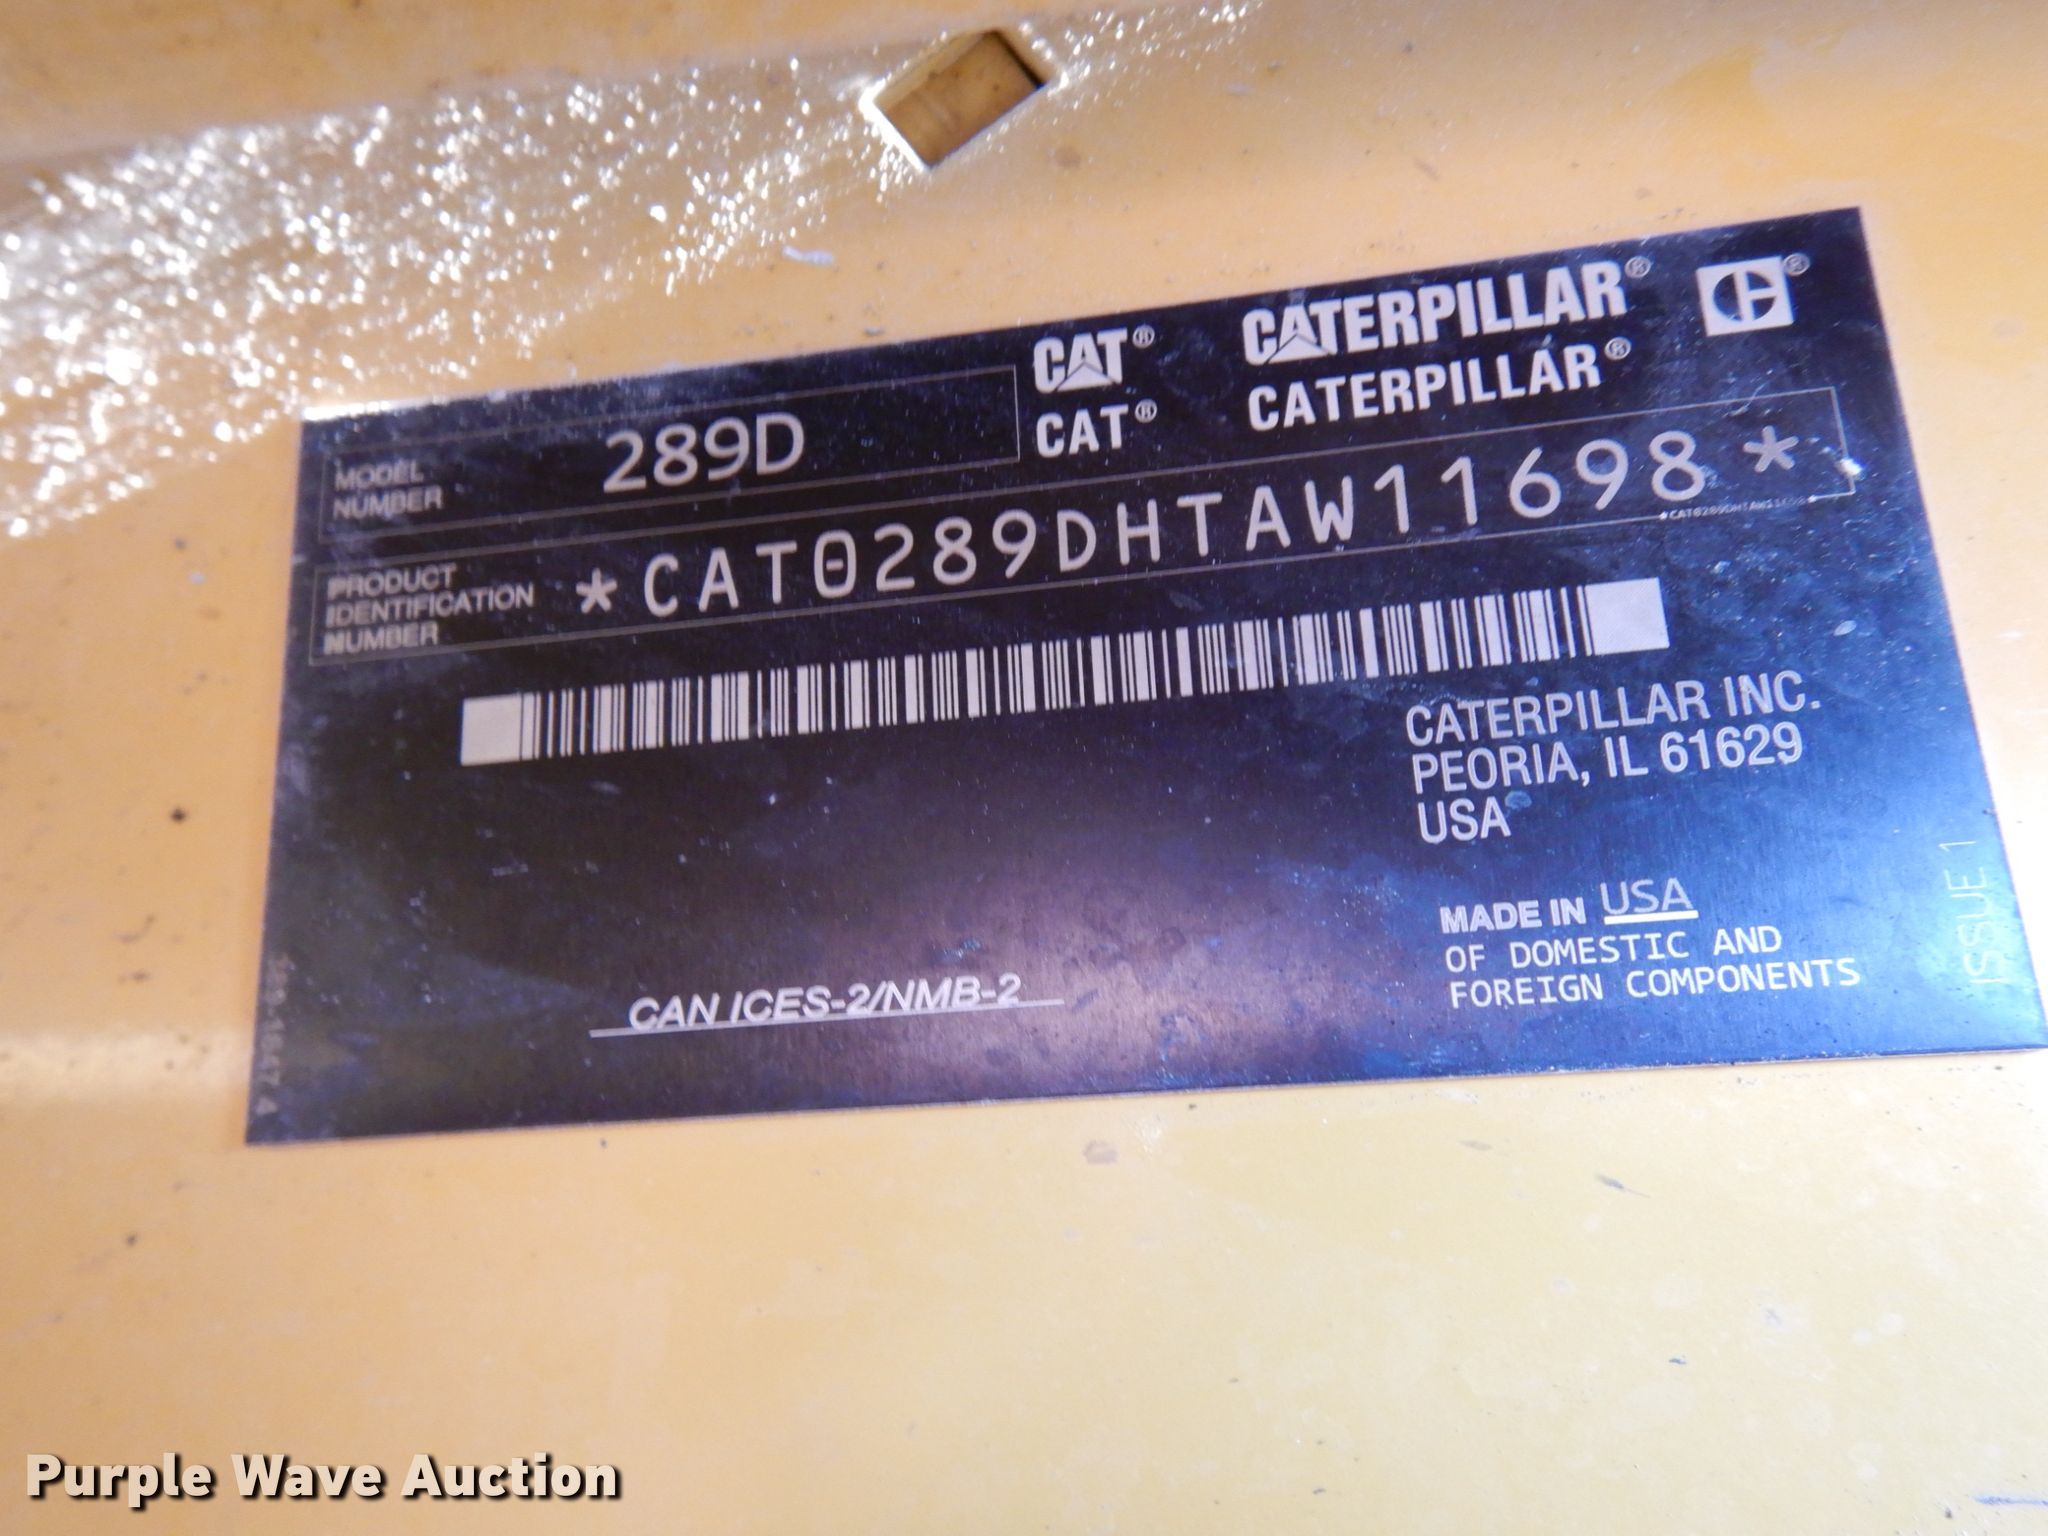 CAT® CATERPILLAR®
CAT® CATERPILLAR®
MODEL
NUMBER
289D
PRODUCT
IDENTIFICATION
NUMBER
*CAT0289DHTAW11698*
*CAT0289DHTAW11698*
CATERPILLAR INC.
PEORIA, IL 61629
USA
MADE IN USA
OF DOMESTIC AND
FOREIGN COMPONENTS
CAN ICES-2/NMB-2
ISSUE 1
Purple Wave Auction